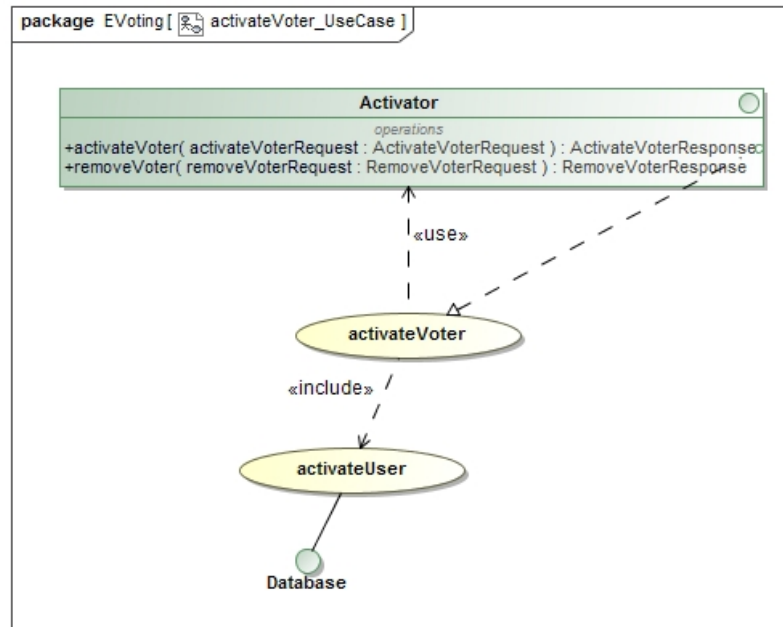 package EVoting [ activateVoter_UseCase ]
Activator
operations
+activateVoter( activateVoterRequest : ActivateVoterRequest ) : ActivateVoterResponse
+removeVoter( removeVoterRequest : RemoveVoterRequest ) : RemoveVoterResponse
«use»
activateVoter
«include»
activateUser
Database